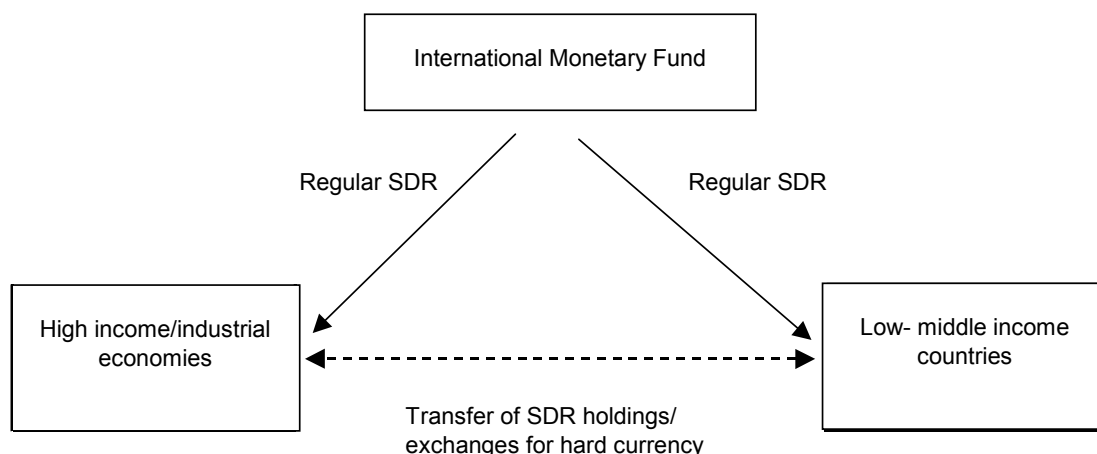 International Monetary Fund
Regular SDR
Regular SDR
High income/industrial
economies
Low- middle income
countries
Transfer of SDR holdings/
exchanges for hard currency